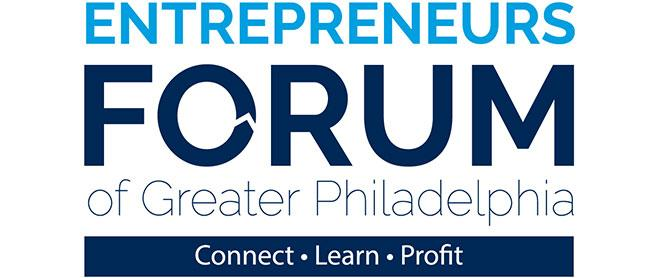 ENTREPRENEURS
FORUM
of Greater Philadelphia
Connect • Learn • Profit